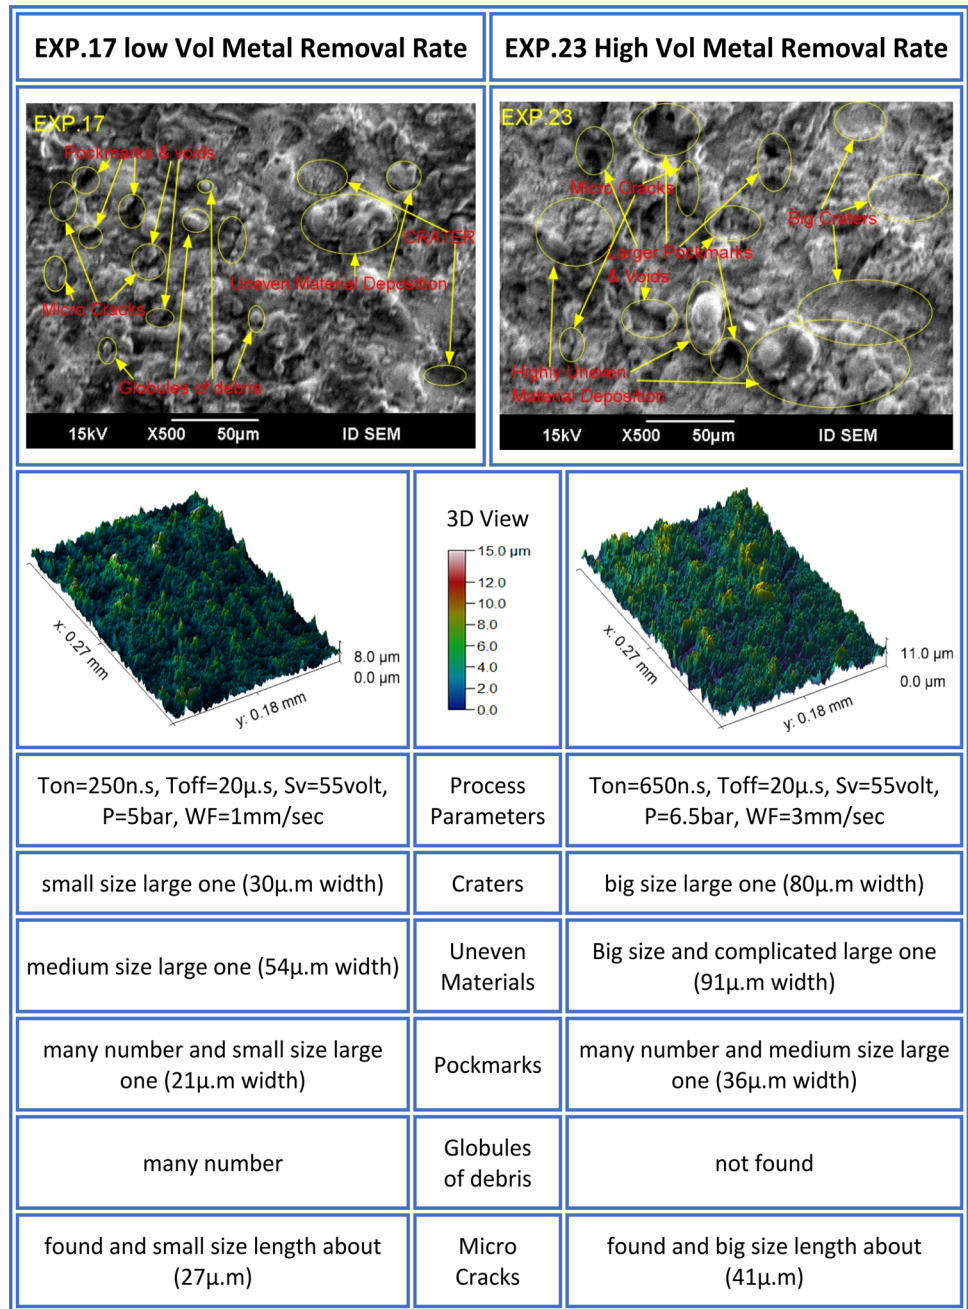 EXP.17 low Vol Metal Removal Rate
EXP.23 High Vol Metal Removal Rate
EXP.17
Pockmarks & voids
CRATER
Uneven Material Deposition
Micro Cracks
Globules of debris
15kV X500 50µm ID SEM
EXP.23
Micro Cracks
Big Craters
Larger Pockmarks
& Voids
Highly Uneven
Material Deposition
15kV X500 50µm ID SEM
x: 0.27 mm
y: 0.18 mm
8.0 µm
0.0 µm
3D View
15.0 µm
12.0
10.0
8.0
6.0
4.0
2.0
0.0
x: 0.27 mm
y: 0.18 mm
11.0 µm
0.0 µm
Ton=250n.s, Toff=20µ.s, Sv=55volt,
P=5bar, WF=1mm/sec
Process
Parameters
Ton=650n.s, Toff=20µ.s, Sv=55volt,
P=6.5bar, WF=3mm/sec
small size large one (30µ.m width)
Craters
big size large one (80µ.m width)
medium size large one (54µ.m width)
Uneven
Materials
Big size and complicated large one
(91µ.m width)
many number and small size large
one (21µ.m width)
Pockmarks
many number and medium size large
one (36µ.m width)
many number
Globules
of debris
not found
found and small size length about
(27µ.m)
Micro
Cracks
found and big size length about
(41µ.m)